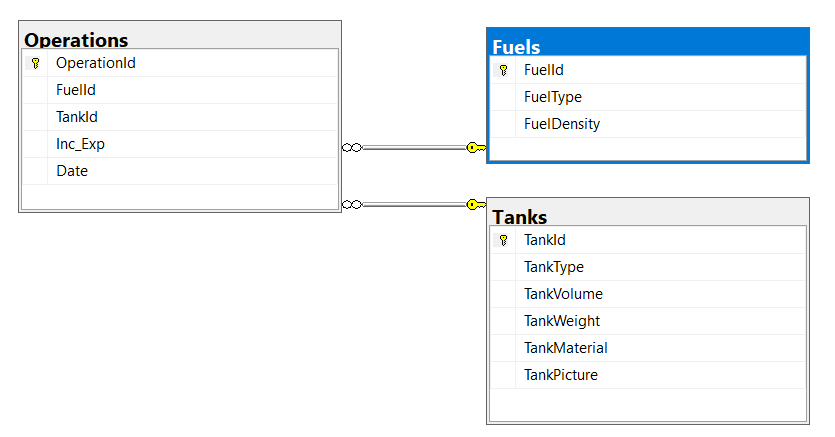 Operations
OperationId
FuelId
TankId
Inc_Exp
Date
Fuels
FuelId
FuelType
FuelDensity
Tanks
TankId
TankType
TankVolume
TankWeight
TankMaterial
TankPicture